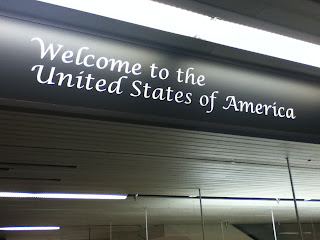 Welcome to the
United States of America